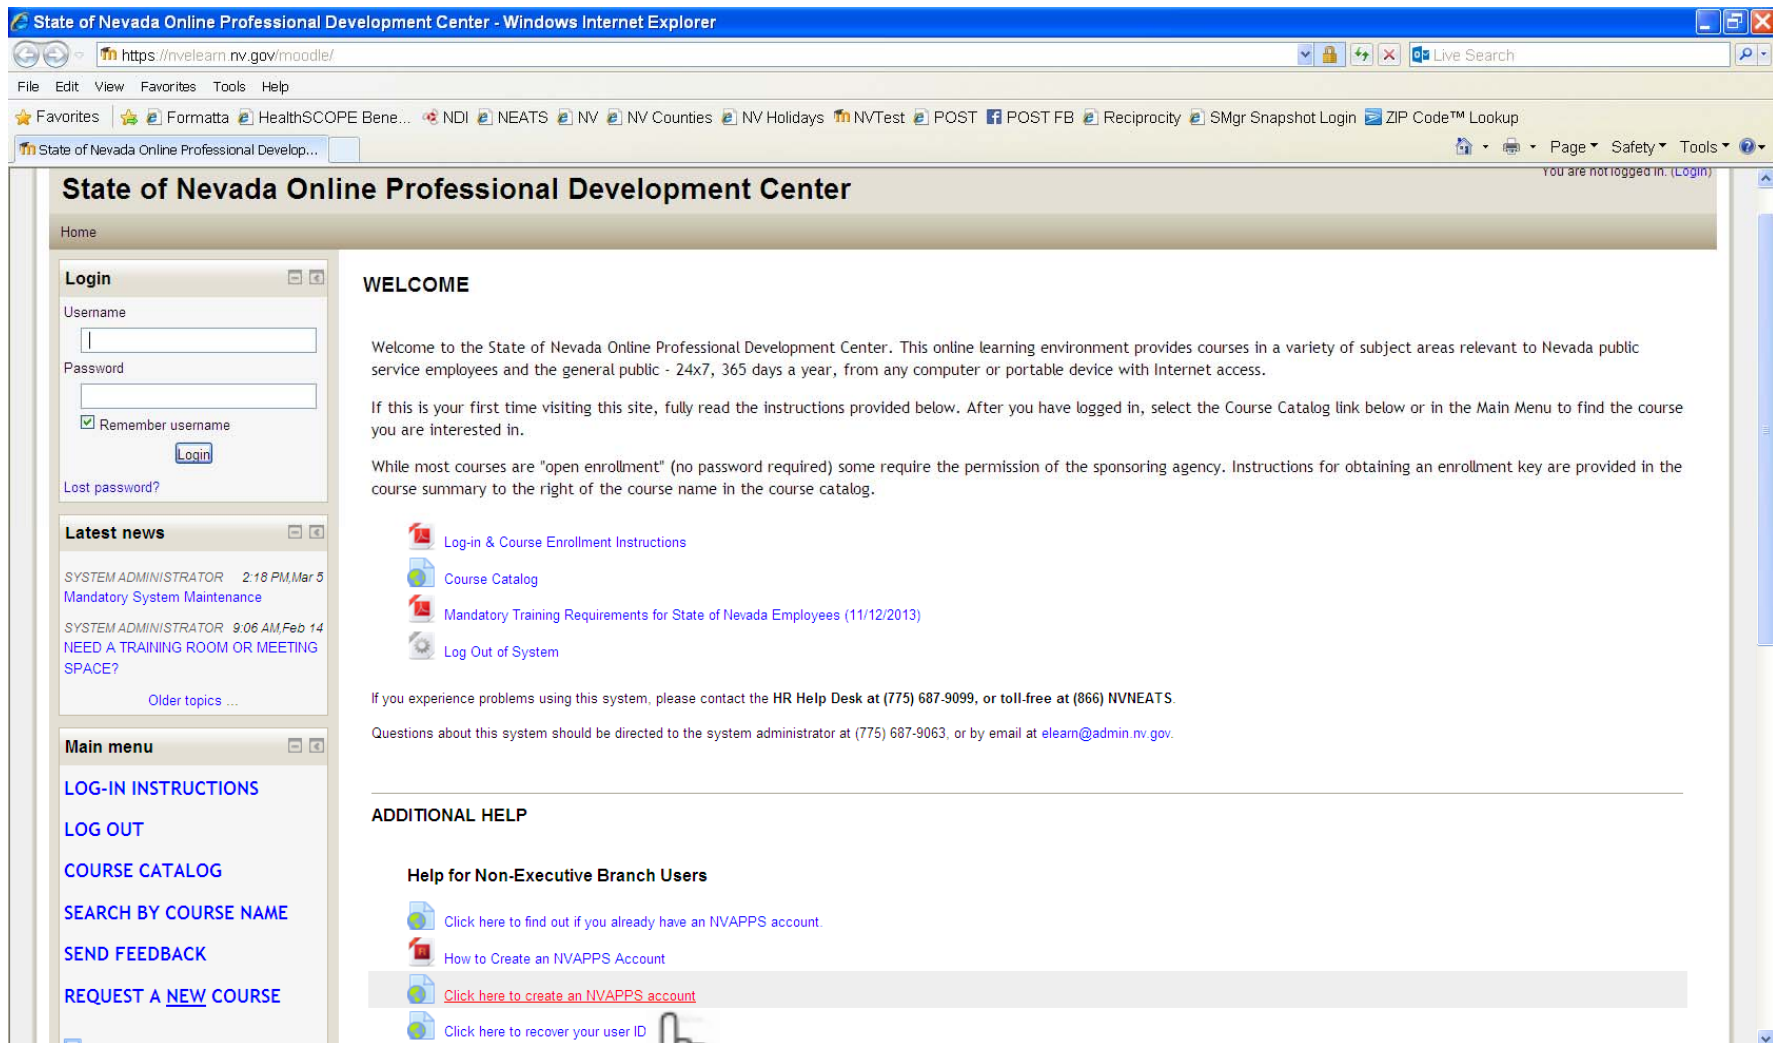 State of Nevada Online Professional Development Center - Windows Internet Explorer
https://nvelearn.nv.gov/moodle/
Live Search
File Edit View Favorites Tools Help
Favorites Formatta HealthSCOPE Bene... NDI NEATS NV NV Counties NV Holidays NVTest POST POST FB Reciprocity SMgr Snapshot Login ZIP Code™ Lookup
State of Nevada Online Professional Develop...
Page Safety Tools
You are not logged in. (Login)
State of Nevada Online Professional Development Center
Home
Login
Username
Password
Remember username
Login
Lost password?
Latest news
SYSTEM ADMINISTRATOR 2:18 PM,Mar 5
Mandatory System Maintenance
SYSTEM ADMINISTRATOR 9:06 AM,Feb 14
NEED A TRAINING ROOM OR MEETING
SPACE?
Older topics ...
Main menu
LOG-IN INSTRUCTIONS
LOG OUT
COURSE CATALOG
SEARCH BY COURSE NAME
SEND FEEDBACK
REQUEST A NEW COURSE
WELCOME
Welcome to the State of Nevada Online Professional Development Center. This online learning environment provides courses in a variety of subject areas relevant to Nevada public
service employees and the general public - 24x7, 365 days a year, from any computer or portable device with Internet access.
If this is your first time visiting this site, fully read the instructions provided below. After you have logged in, select the Course Catalog link below or in the Main Menu to find the course
you are interested in.
While most courses are "open enrollment" (no password required) some require the permission of the sponsoring agency. Instructions for obtaining an enrollment key are provided in the
course summary to the right of the course name in the course catalog.
Log-in & Course Enrollment Instructions
Course Catalog
Mandatory Training Requirements for State of Nevada Employees (11/12/2013)
Log Out of System
If you experience problems using this system, please contact the HR Help Desk at (775) 687-9099, or toll-free at (866) NVNEATS.
Questions about this system should be directed to the system administrator at (775) 687-9063, or by email at elearn@admin.nv.gov.
ADDITIONAL HELP
Help for Non-Executive Branch Users
Click here to find out if you already have an NVAPPS account.
How to Create an NVAPPS Account
Click here to create an NVAPPS account
Click here to recover your user ID